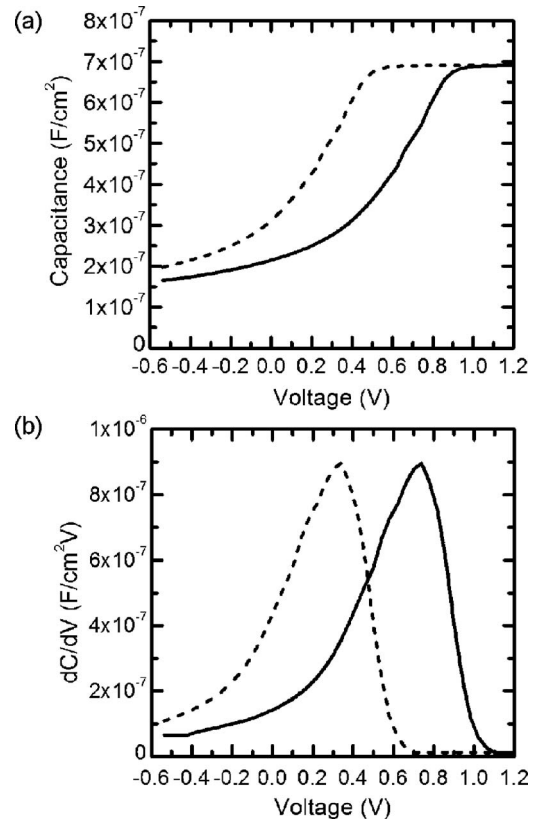 (a)
Capacitance (F/cm²)
8x10⁻⁷
7x10⁻⁷
6x10⁻⁷
5x10⁻⁷
4x10⁻⁷
3x10⁻⁷
2x10⁻⁷
1x10⁻⁷
0
-0.6 -0.4 -0.2 0.0 0.2 0.4 0.6 0.8 1.0 1.2
Voltage (V)
(b)
dC/dV (F/cm²V)
1x10⁻⁶
8x10⁻⁷
6x10⁻⁷
4x10⁻⁷
2x10⁻⁷
0
-0.6 -0.4 -0.2 0.0 0.2 0.4 0.6 0.8 1.0 1.2
Voltage (V)